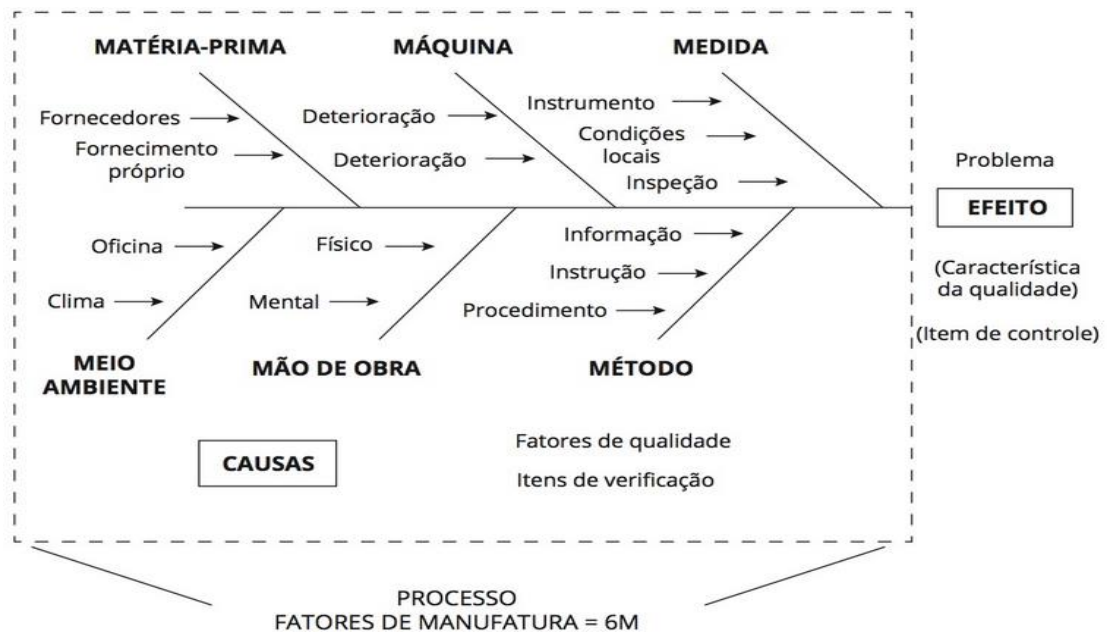 MATÉRIA-PRIMA
MÁQUINA
MEDIDA
Fornecedores
Fornecimento
próprio
Deterioração
Deterioração
Instrumento
Condições
locais
Inspeção
Problema
EFEITO
(Característica
da qualidade)
(Item de controle)
Oficina
Clima
Físico
Mental
Informação
Instrução
Procedimento
MEIO
AMBIENTE
MÃO DE OBRA
MÉTODO
CAUSAS
Fatores de qualidade
Itens de verificação
PROCESSO
FATORES DE MANUFATURA = 6M